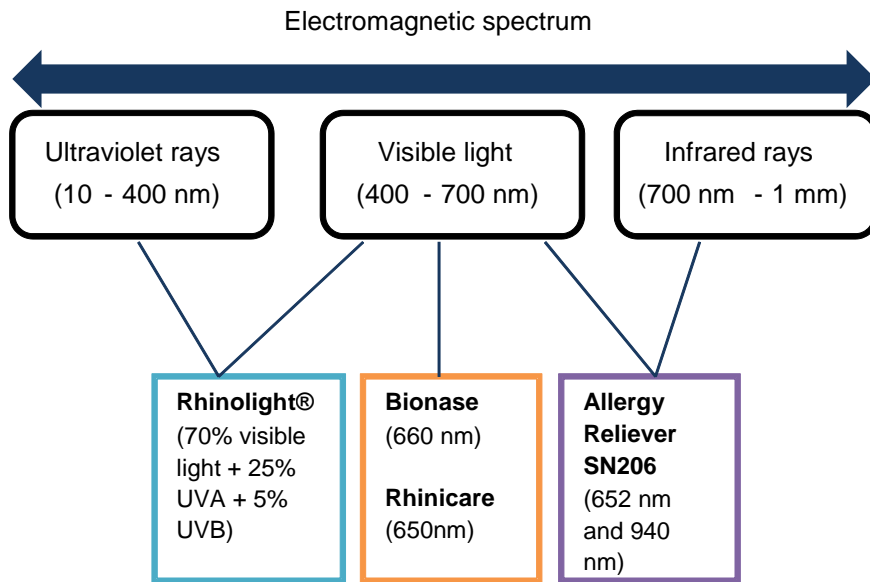 Electromagnetic spectrum
Ultraviolet rays
(10 - 400 nm)
Visible light
(400 - 700 nm)
Infrared rays
(700 nm - 1 mm)
Rhinolight®
(70% visible
light + 25%
UVA + 5%
UVB)
Bionase
(660 nm)
Rhinicare
(650nm)
Allergy
Reliever
SN206
(652 nm
and 940
nm)